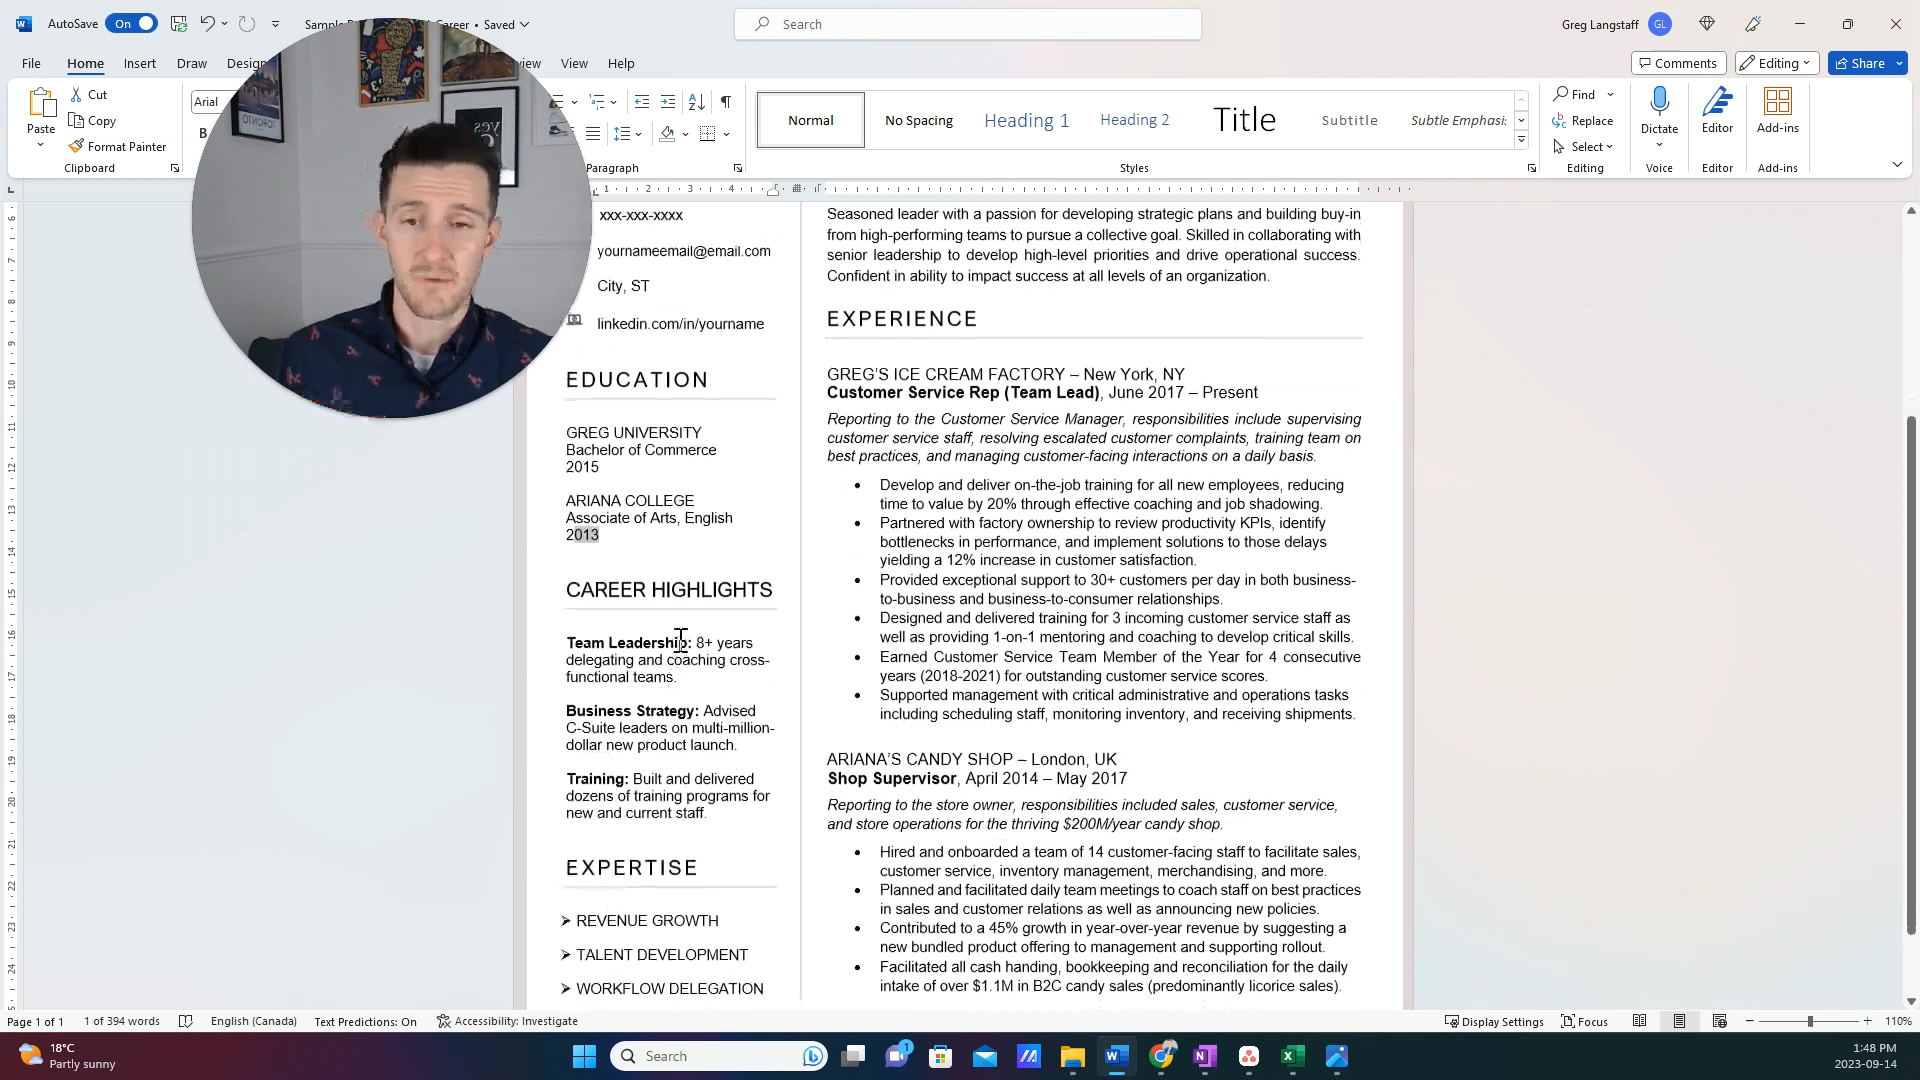 AutoSave On
Sample
Career • Saved
Search
Greg Langstaff GL
File Home Insert Draw Design
view View Help
Comments Editing Share
Paste
Cut
Copy
Format Painter
Clipboard
Arial
B
Paragraph
Normal
No Spacing
Heading 1
Heading 2
Title
Subtitle
Subtle Emphasis
Styles
Find
Replace
Select
Editing
Dictate
Voice
Editor
Editor
Add-ins
Add-ins
TORONTO
yes
1 2 3 4
xxx-xxx-xxxx
yournameemail@email.com
City, ST
linkedin.com/in/yourname
EDUCATION
GREG UNIVERSITY
Bachelor of Commerce
2015
ARIANA COLLEGE
Associate of Arts, English
2013
CAREER HIGHLIGHTS
Team Leadership: 8+ years
delegating and coaching cross-
functional teams.
Business Strategy: Advised
C-Suite leaders on multi-million-
dollar new product launch.
Training: Built and delivered
dozens of training programs for
new and current staff.
EXPERTISE
➢ REVENUE GROWTH
➢ TALENT DEVELOPMENT
➢ WORKFLOW DELEGATION
Seasoned leader with a passion for developing strategic plans and building buy-in
from high-performing teams to pursue a collective goal. Skilled in collaborating with
senior leadership to develop high-level priorities and drive operational success.
Confident in ability to impact success at all levels of an organization.
EXPERIENCE
GREG'S ICE CREAM FACTORY – New York, NY
Customer Service Rep (Team Lead), June 2017 – Present
Reporting to the Customer Service Manager, responsibilities include supervising
customer service staff, resolving escalated customer complaints, training team on
best practices, and managing customer-facing interactions on a daily basis.
• Develop and deliver on-the-job training for all new employees, reducing
time to value by 20% through effective coaching and job shadowing.
• Partnered with factory ownership to review productivity KPIs, identify
bottlenecks in performance, and implement solutions to those delays
yielding a 12% increase in customer satisfaction.
• Provided exceptional support to 30+ customers per day in both business-
to-business and business-to-consumer relationships.
• Designed and delivered training for 3 incoming customer service staff as
well as providing 1-on-1 mentoring and coaching to develop critical skills.
• Earned Customer Service Team Member of the Year for 4 consecutive
years (2018-2021) for outstanding customer service scores.
• Supported management with critical administrative and operations tasks
including scheduling staff, monitoring inventory, and receiving shipments.
ARIANA'S CANDY SHOP – London, UK
Shop Supervisor, April 2014 – May 2017
Reporting to the store owner, responsibilities included sales, customer service,
and store operations for the thriving $200M/year candy shop.
• Hired and onboarded a team of 14 customer-facing staff to facilitate sales,
customer service, inventory management, merchandising, and more.
• Planned and facilitated daily team meetings to coach staff on best practices
in sales and customer relations as well as announcing new policies.
• Contributed to a 45% growth in year-over-year revenue by suggesting a
new bundled product offering to management and supporting rollout.
• Facilitated all cash handing, bookkeeping and reconciliation for the daily
intake of over $1.1M in B2C candy sales (predominantly licorice sales).
Page 1 of 1 1 of 394 words English (Canada) Text Predictions: On Accessibility: Investigate
Display Settings Focus 110%
18°C
Partly sunny
Search
1
1:48 PM
2023-09-14